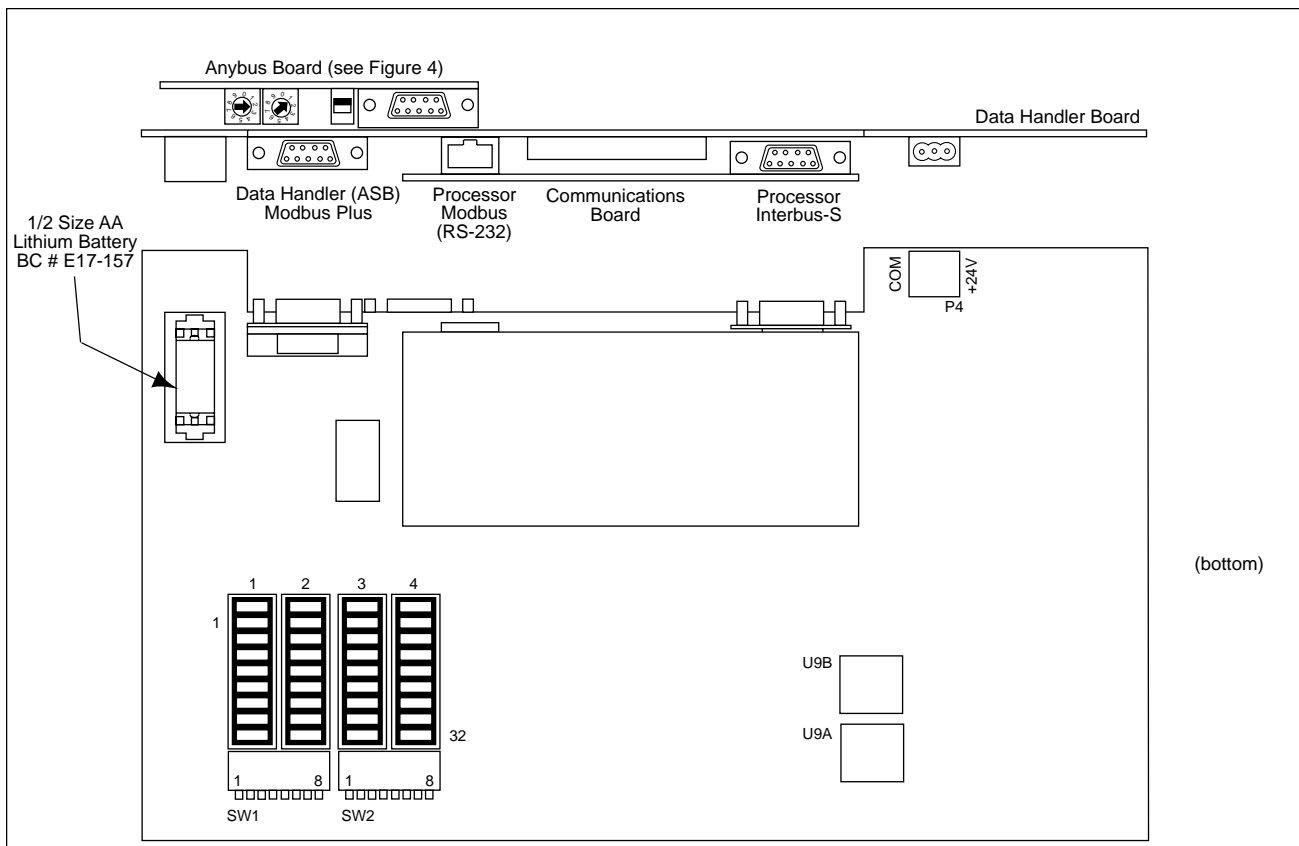 Anybus Board (see Figure 4)
Data Handler Board
Data Handler (ASB)
Modbus Plus
Processor
Modbus
(RS-232)
Communications
Board
Processor
Interbus-S
1/2 Size AA
Lithium Battery
BC # E17-157
COM
+24V
P4
(bottom)
1 2 3 4
1
32
U9B
U9A
1 8 1 8
SW1 SW2